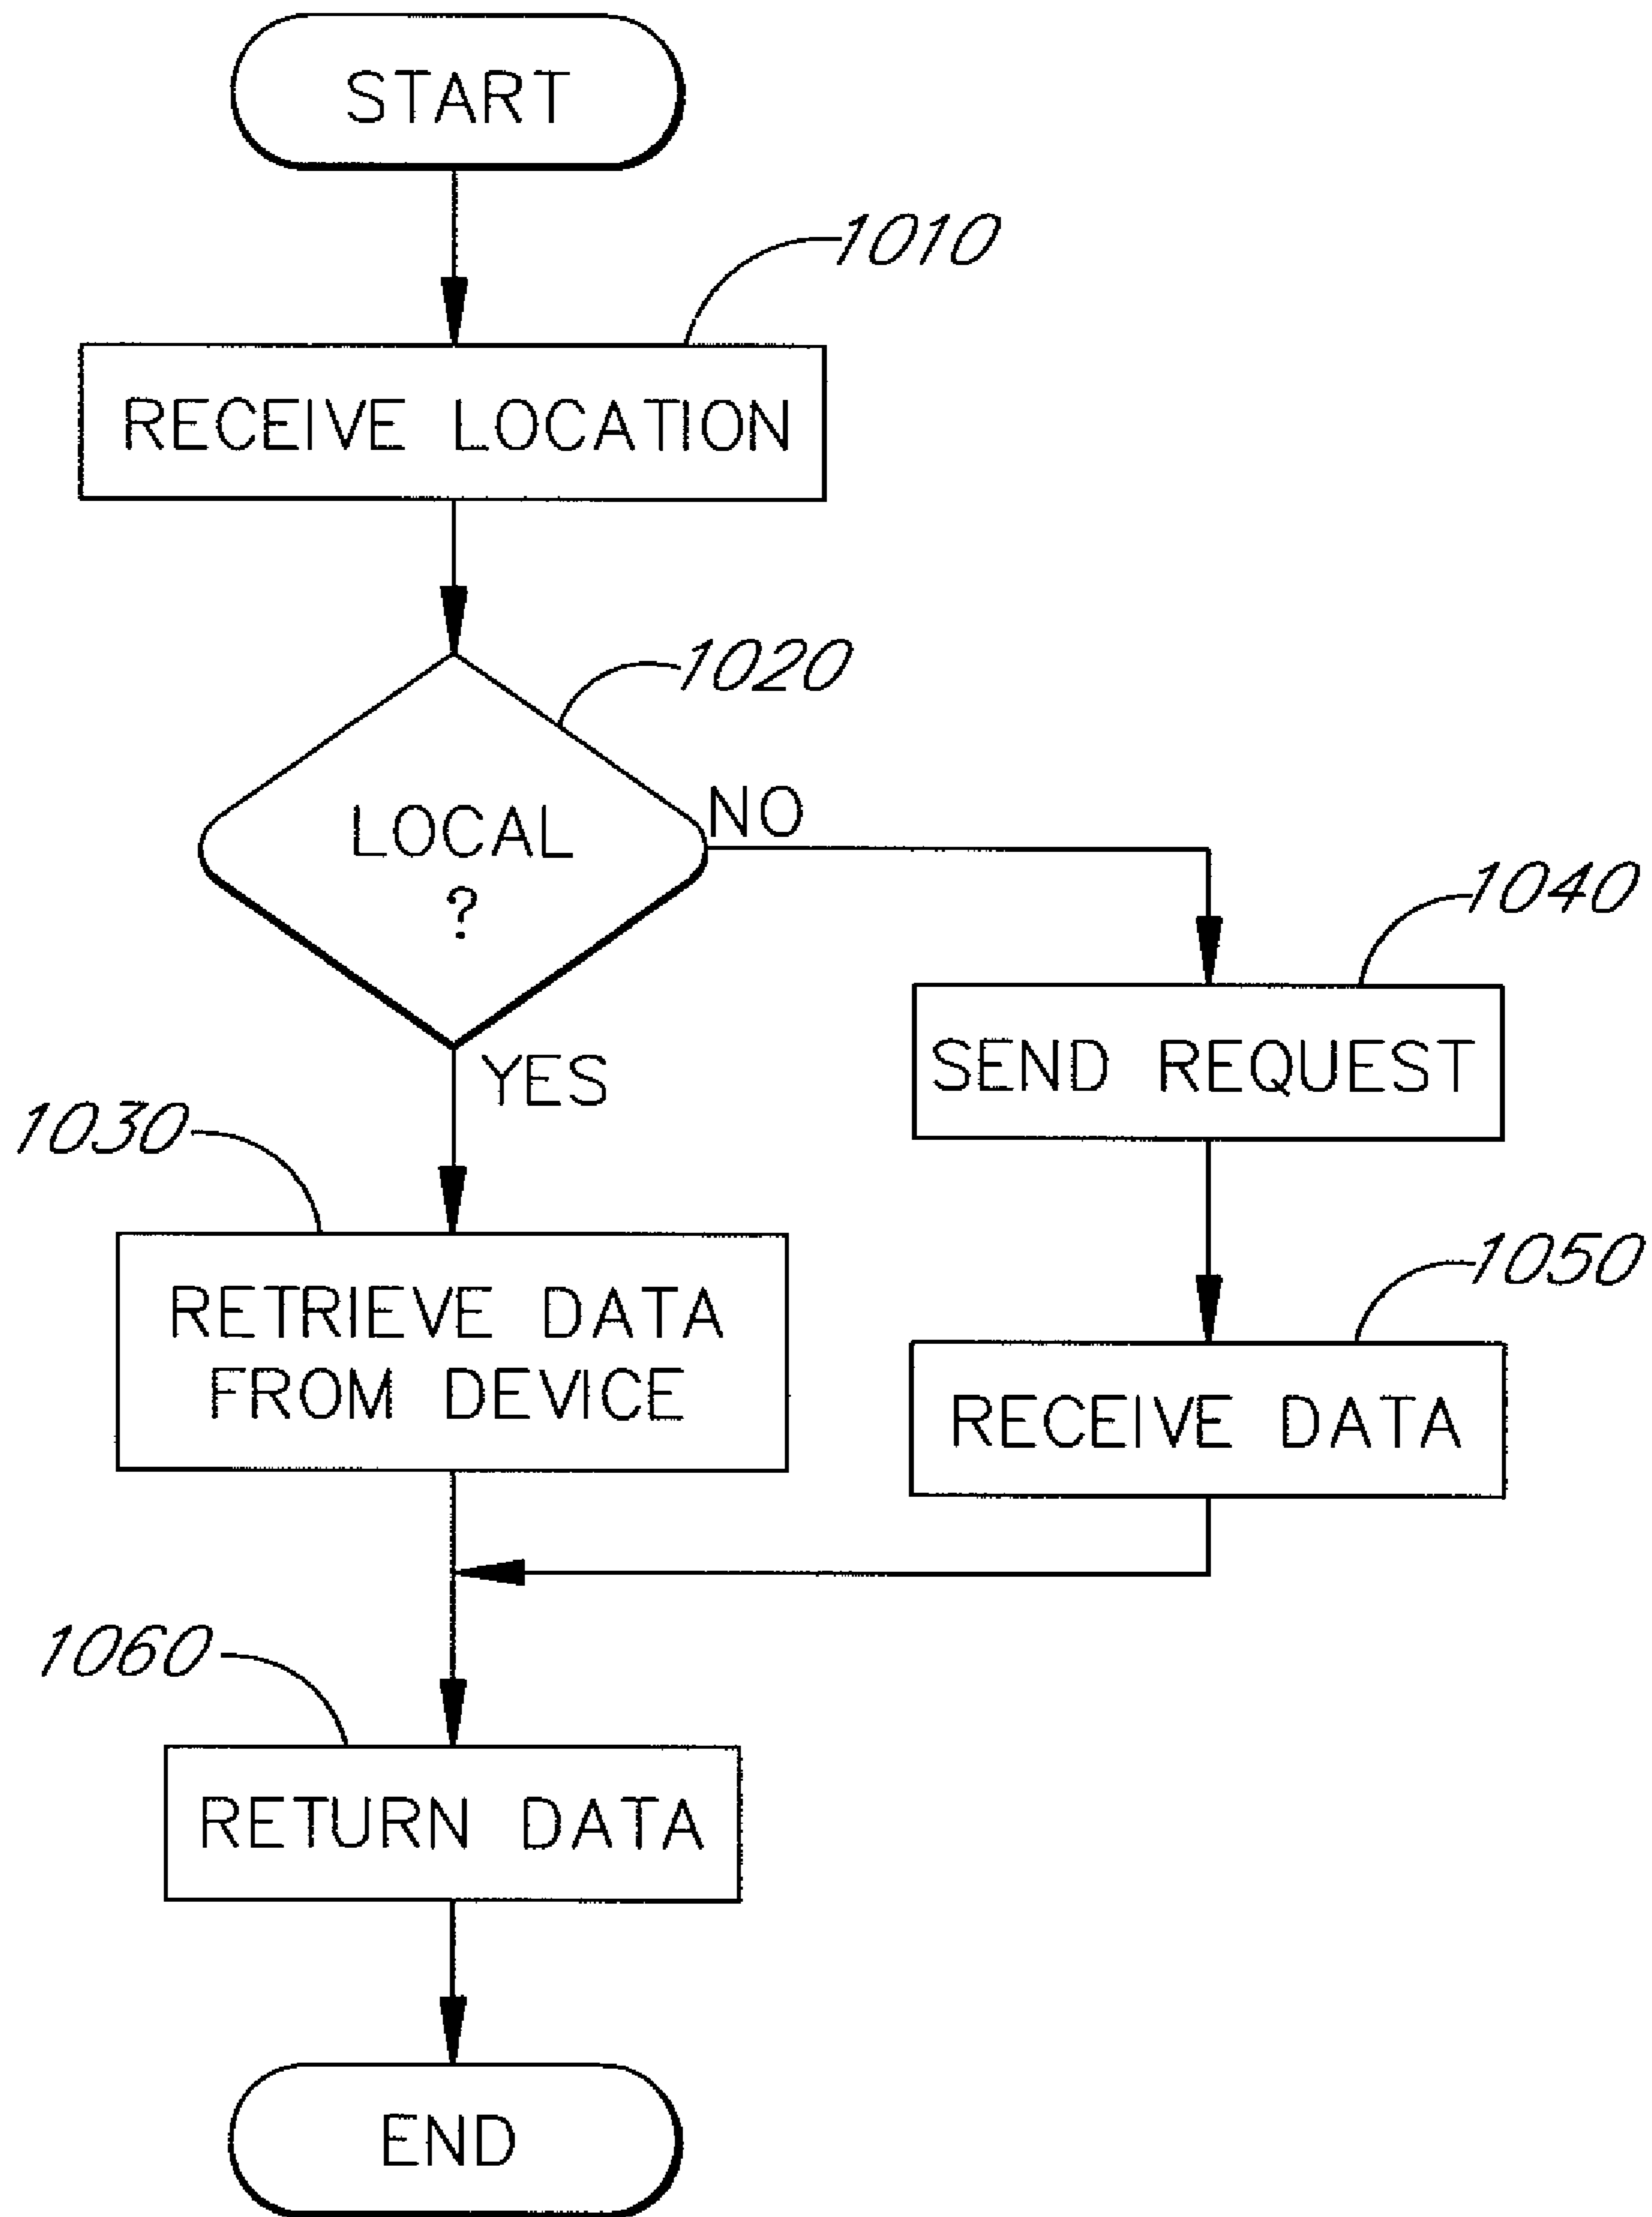 START
1010
RECEIVE LOCATION
1020
LOCAL
?
NO
YES
1030
RETRIEVE DATA
FROM DEVICE
1040
SEND REQUEST
1050
RECEIVE DATA
1060
RETURN DATA
END